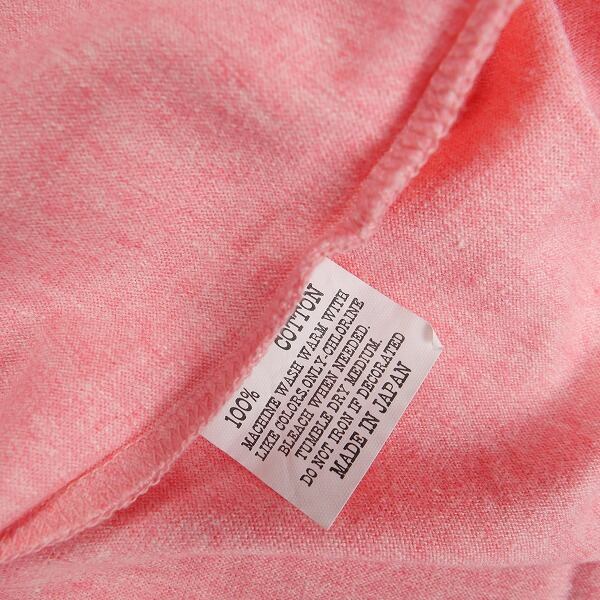 100% COTTON
MACHINE WASH WARM WITH
LIKE COLORS.ONLY-CHLORINE
BLEACH WHEN NEEDED.
TUMBLE DRY MEDIUM.
DO NOT IRON IF DECORATED
MADE IN JAPAN